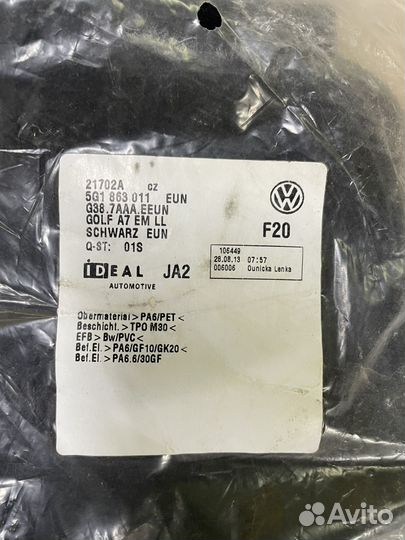 21702A CZ
5G1 863 011 EUN
G38.7AAA.EEUN
GOLF A7 EM LL
SCHWARZ EUN
Q-ST: 01S
F20
106449
28.08.13 07:57
006006 Ounicka Lenka
IDEAL JA2
AUTOMOTIVE
Obermaterial>PA6/PET<
Beschicht.>TPO M30<
EFB>Bw/PVC<
Bef.El.>PA6/GF10/GK20<
Bef.El.>PA6.6/30GF
Avito